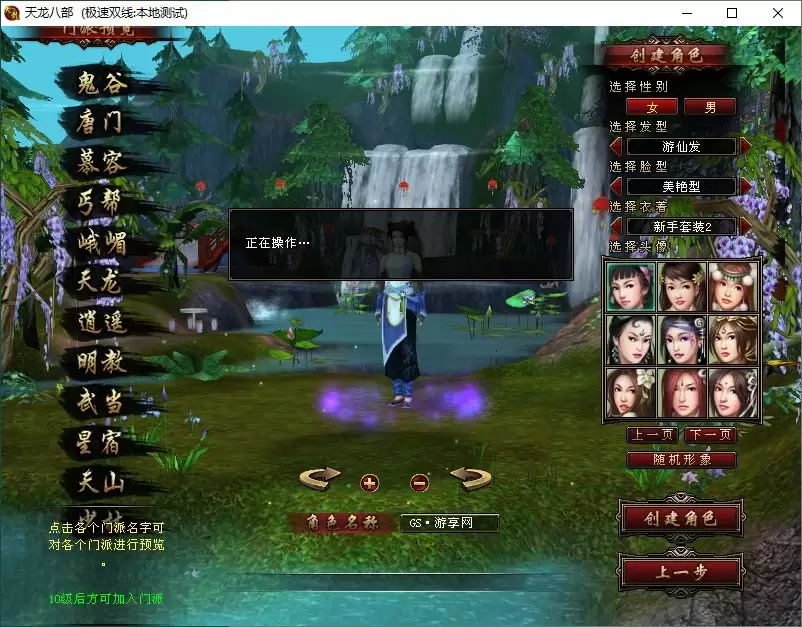 天龙八部 (极速双线:本地测试)
门派预览
鬼谷
唐门
慕容
丐帮
峨嵋
天龙
逍遥
明教
武当
星宿
天山
少林
点击各个门派名字可
对各个门派进行预览
。
10级后方可加入门派
正在操作…
角色名称
GS·游享网
创建角色
选择性别
女 男
选择发型
游仙发
选择脸型
美艳型
选择衣着
新手套装2
选择头像
上一页 下一页
随机形象
创建角色
上一步